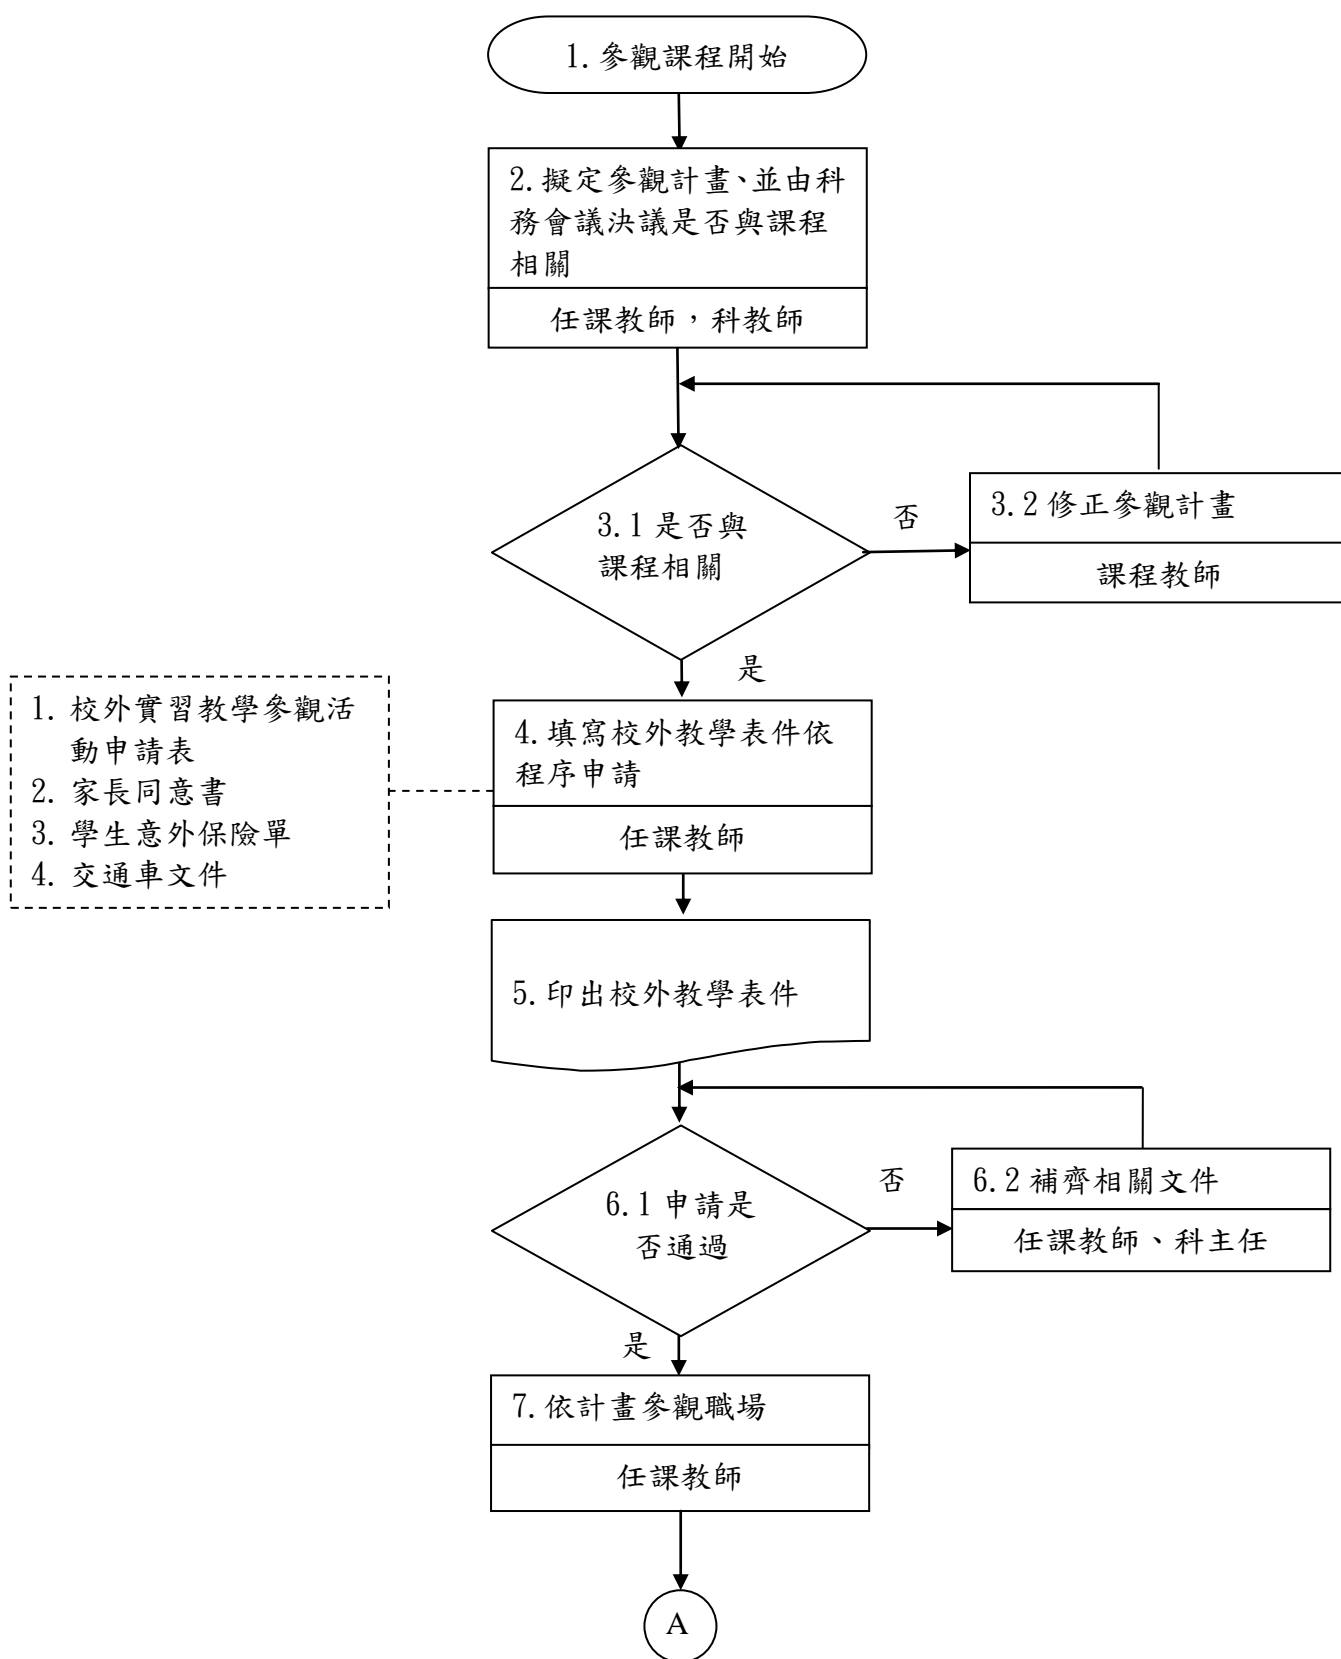 1.參觀課程開始
2.擬定參觀計畫、並由科
務會議決議是否與課程
相關
任課教師，科教師
3.1 是否與
課程相關
否
3.2 修正參觀計畫
課程教師
是
1. 校外實習教學參觀活
動申請表
2. 家長同意書
3. 學生意外保險單
4. 交通車文件
4.填寫校外教學表件依
程序申請
任課教師
5.印出校外教學表件
6.1 申請是
否通過
否
6.2 補齊相關文件
任課教師、科主任
是
7.依計畫參觀職場
任課教師
A